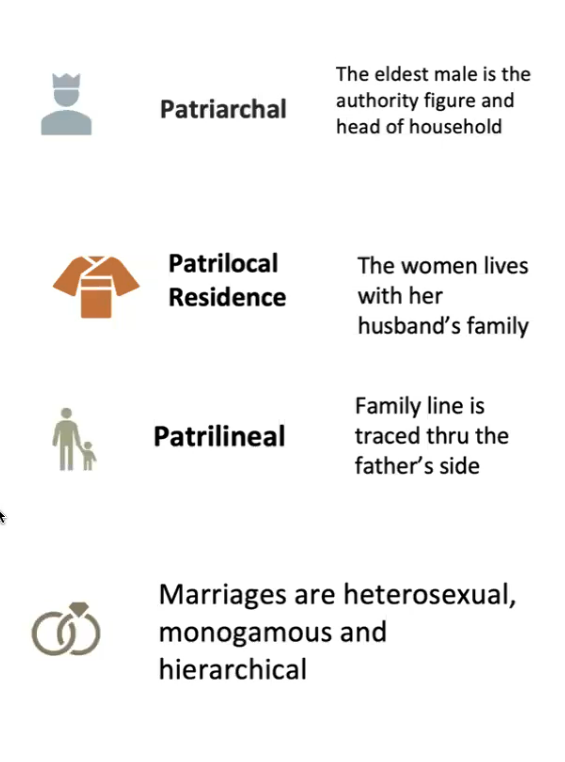 Patriarchal
The eldest male is the
authority figure and
head of household
Patrilocal
Residence
The women lives
with her
husband's family
Patrilineal
Family line is
traced thru the
father's side
Marriages are heterosexual,
monogamous and
hierarchical